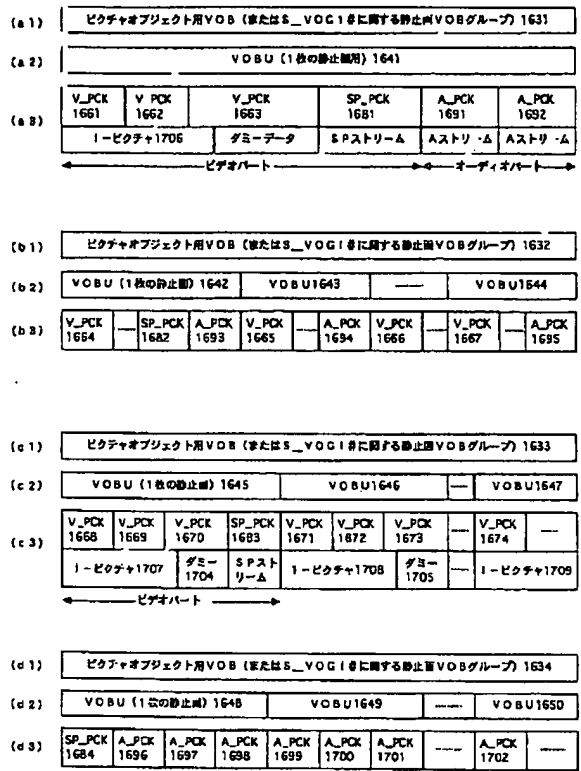 (a1) ピクチャオブジェクト用VOB(またはS__VOGI#に関する静止画VOBグループ)1631
(a2) VOBU(1枚の静止画用)1641
(a3) V_PCK 1661 V_PCK 1662 V_PCK 1663 SP_PCK 1681 A_PCK 1691 A_PCK 1692
I-ピクチャ1706 ダミーデータ SPストリーム Aストリーム Aストリーム
ビデオパート オーディオパート
(b1) ピクチャオブジェクト用VOB(またはS__VOGI#に関する静止画VOBグループ)1632
(b2) VOBU(1枚の静止画)1642 VOBU1643 VOBU1644
(b3) V_PCK 1664 SP_PCK 1682 A_PCK 1693 V_PCK 1665 A_PCK 1694 V_PCK 1666 V_PCK 1667 A_PCK 1695
(c1) ピクチャオブジェクト用VOB(またはS__VOGI#に関する静止画VOBグループ)1633
(c2) VOBU(1枚の静止画)1645 VOBU1646 VOBU1647
(c3) V_PCK 1668 V_PCK 1669 V_PCK 1670 SP_PCK 1683 V_PCK 1671 V_PCK 1672 V_PCK 1673 V_PCK 1674
I-ピクチャ1707 ダミー 1704 SPストリーム I-ピクチャ1708 ダミー 1705 I-ピクチャ1709
ビデオパート
(d1) ピクチャオブジェクト用VOB(またはS__VOGI#に関する静止画VOBグループ)1634
(d2) VOBU(1枚の静止画)1648 VOBU1649 VOBU1650
(d3) SP_PCK 1684 A_PCK 1696 A_PCK 1697 A_PCK 1698 A_PCK 1699 A_PCK 1700 A_PCK 1701 A_PCK 1702